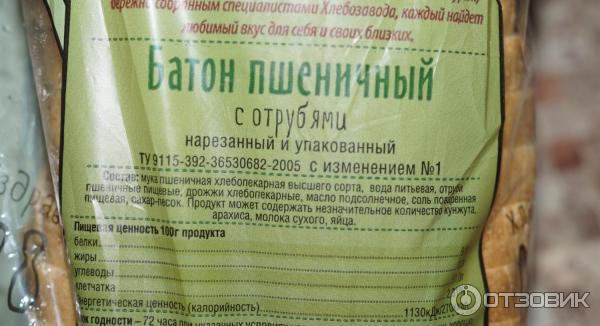 бережно собранным специалистами Хлебозавода, каждый найдет
любимый вкус для себя и своих близких.
Батон пшеничный
с отрубями
нарезанный и упакованный
ТУ 9115-392-36530682-2005 с изменением №1
Состав: мука пшеничная хлебопекарная высшего сорта, вода питьевая, отруби
пшеничные пищевые, дрожжи хлебопекарные, масло подсолнечное, соль поваренная
пищевая, сахар-песок. Продукт может содержать незначительное количество кунжута,
арахиса, молока сухого, яйца.
Пищевая ценность 100г продукта
белки
жиры
углеводы
клетчатка
энергетическая ценность (калорийность) 1130кДж/270
годности – 72 часа при указанных
ОТЗОВИК